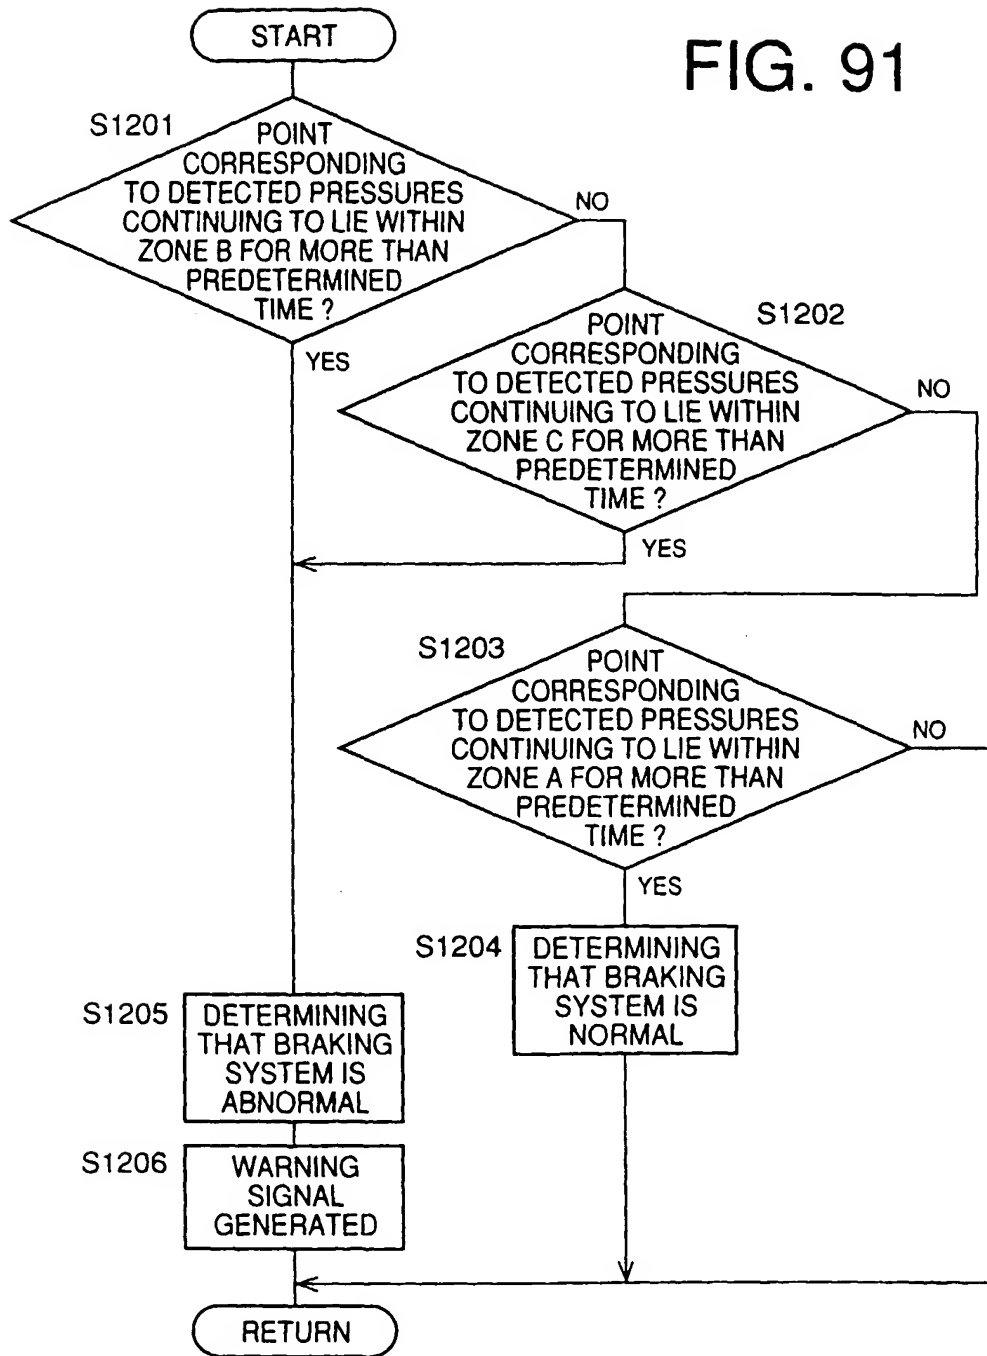 START
FIG. 91
S1201
POINT
CORRESPONDING
TO DETECTED PRESSURES
CONTINUING TO LIE WITHIN
ZONE B FOR MORE THAN
PREDETERMINED
TIME ?
NO
YES
S1202
POINT
CORRESPONDING
TO DETECTED PRESSURES
CONTINUING TO LIE WITHIN
ZONE C FOR MORE THAN
PREDETERMINED
TIME ?
NO
YES
S1203
POINT
CORRESPONDING
TO DETECTED PRESSURES
CONTINUING TO LIE WITHIN
ZONE A FOR MORE THAN
PREDETERMINED
TIME ?
NO
YES
S1204
DETERMINING
THAT BRAKING
SYSTEM IS
NORMAL
S1205
DETERMINING
THAT BRAKING
SYSTEM IS
ABNORMAL
S1206
WARNING
SIGNAL
GENERATED
RETURN